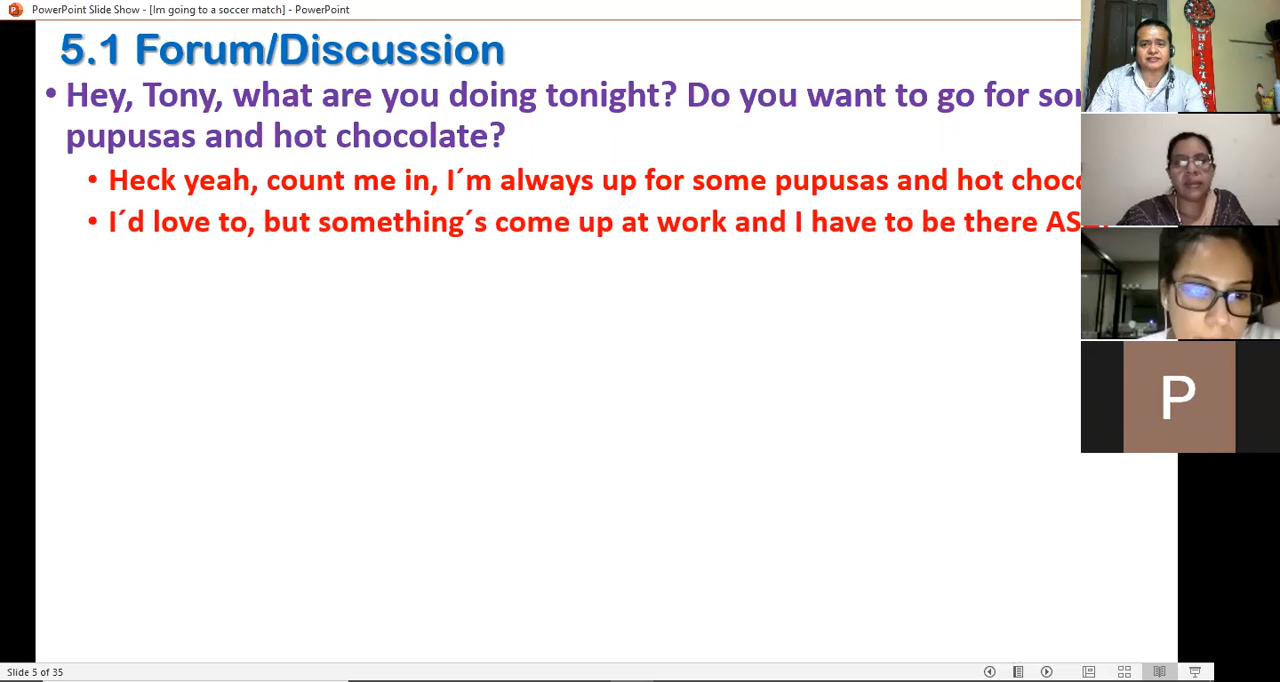 PowerPoint Slide Show - [Im going to a soccer match] - PowerPoint
5.1 Forum/Discussion
• Hey, Tony, what are you doing tonight? Do you want to go for
pupusas and hot chocolate?
• Heck yeah, count me in, I´m always up for some pupusas and hot
• I´d love to, but something´s come up at work and I have to be there
P
Slide 5 of 35